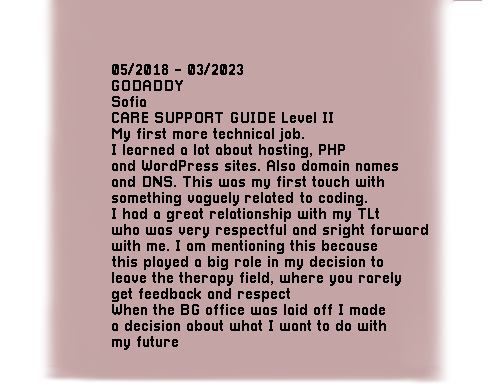 05/2018 - 03/2023
GODADDY
Sofia
CARE SUPPORT GUIDE Level II
My first more technical job.
I learned a lot about hosting, PHP
and WordPress sites. Also domain names
and DNS. This was my first touch with
something vaguely related to coding.
I had a great relationship with my TLt
who was very respectful and sright forward
with me. I am mentioning this because
this played a big role in my decision to
leave the therapy field, where you rarely
get feedback and respect
When the BG office was laid off I made
a decision about what I want to do with
my future